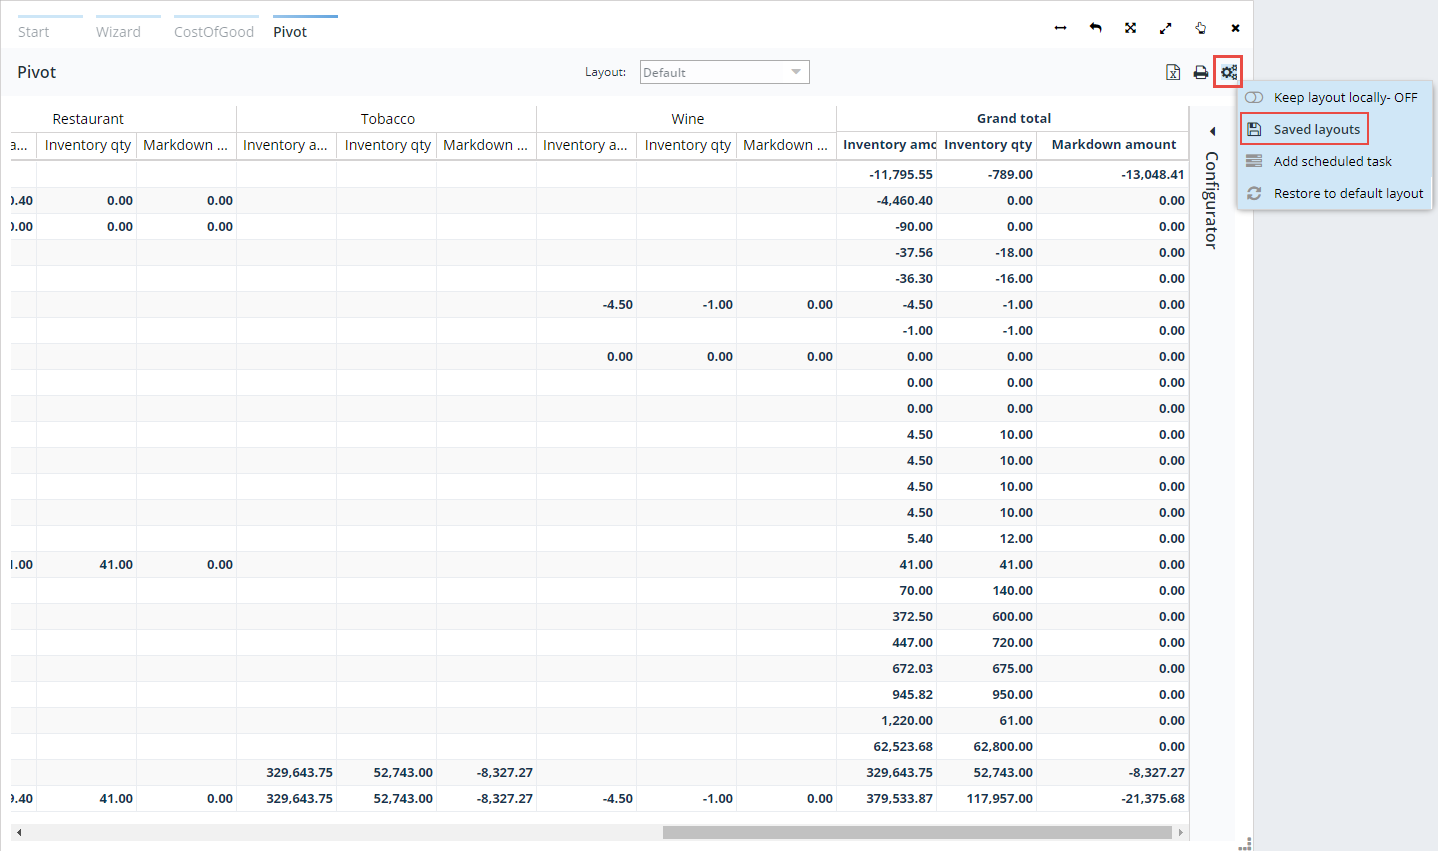 Start Wizard CostOfGood Pivot
Pivot Layout: Default
Keep layout locally- OFF
Saved layouts
Add scheduled task
Restore to default layout
Configurator
Restaurant Tobacco Wine Grand total
a... Inventory qty Markdown ... Inventory a... Inventory qty Markdown ... Inventory a... Inventory qty Markdown ... Inventory amo Inventory qty Markdown amount
-11,795.55 -789.00 -13,048.41
.40 0.00 0.00 -4,460.40 0.00 0.00
.00 0.00 0.00 -90.00 0.00 0.00
-37.56 -18.00 0.00
-36.30 -16.00 0.00
-4.50 -1.00 0.00 -4.50 -1.00 0.00
-1.00 -1.00 0.00
0.00 0.00 0.00 0.00 0.00 0.00
0.00 0.00 0.00
0.00 0.00 0.00
4.50 10.00 0.00
4.50 10.00 0.00
4.50 10.00 0.00
4.50 10.00 0.00
5.40 12.00 0.00
.00 41.00 0.00 41.00 41.00 0.00
70.00 140.00 0.00
372.50 600.00 0.00
447.00 720.00 0.00
672.03 675.00 0.00
945.82 950.00 0.00
1,220.00 61.00 0.00
62,523.68 62,800.00 0.00
329,643.75 52,743.00 -8,327.27 329,643.75 52,743.00 -8,327.27
.40 41.00 0.00 329,643.75 52,743.00 -8,327.27 -4.50 -1.00 0.00 379,533.87 117,957.00 -21,375.68